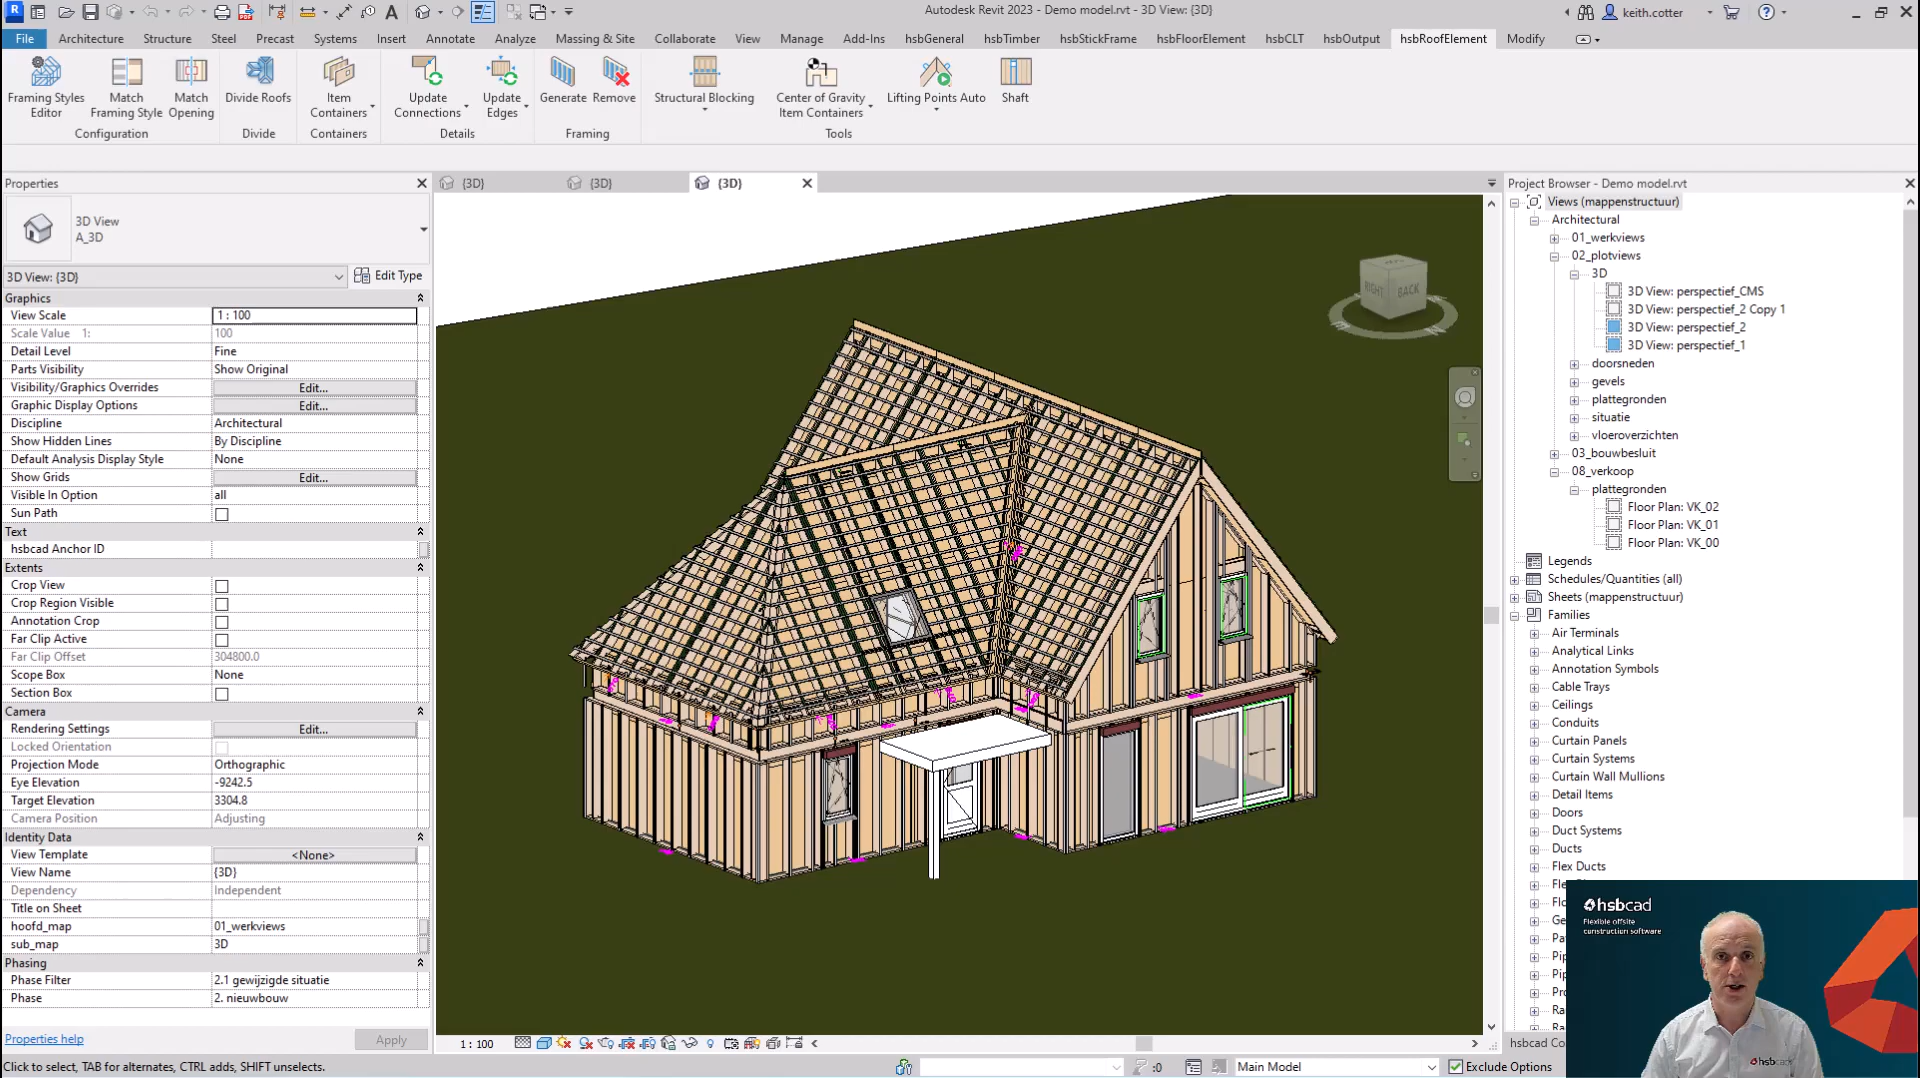 Autodesk Revit 2023 - Demo model.rvt - 3D View: {3D}
keith.cotter
File Architecture Structure Steel Precast Systems Insert Annotate Analyze Massing & Site Collaborate View Manage Add-Ins hsbGeneral hsbTimber hsbStickFrame hsbFloorElement hsbCLT hsbOutput hsbRoofElement Modify
Framing Styles Editor
Match Framing Style
Match Opening
Divide Roofs
Item Containers
Update Connections
Update Edges
Generate
Remove
Structural Blocking
Center of Gravity Item Containers
Lifting Points Auto
Shaft
Configuration Divide Containers Details Framing Tools
Properties
3D View
A_3D
3D View: {3D} Edit Type
Graphics
View Scale 1 : 100
Scale Value 1: 100
Detail Level Fine
Parts Visibility Show Original
Visibility/Graphics Overrides Edit...
Graphic Display Options Edit...
Discipline Architectural
Show Hidden Lines By Discipline
Default Analysis Display Style None
Show Grids Edit...
Visible In Option all
Sun Path
Text
hsbcad Anchor ID
Extents
Crop View
Crop Region Visible
Annotation Crop
Far Clip Active
Far Clip Offset 304800.0
Scope Box None
Section Box
Camera
Rendering Settings Edit...
Locked Orientation
Projection Mode Orthographic
Eye Elevation -9242.5
Target Elevation 3304.8
Camera Position Adjusting
Identity Data
View Template <None>
View Name {3D}
Dependency Independent
Title on Sheet
hoofd_map 01_werkviews
sub_map 3D
Phasing
Phase Filter 2.1 gewijzigde situatie
Phase 2. nieuwbouw
Properties help Apply
{3D} {3D} {3D}
RIGHT BACK
1 : 100
Project Browser - Demo model.rvt
Views (mappenstructuur)
Architectural
01_werkviews
02_plotviews
3D
3D View: perspectief_CMS
3D View: perspectief_2 Copy 1
3D View: perspectief_2
3D View: perspectief_1
doorsneden
gevels
plattegronden
situatie
vloeroverzichten
03_bouwbesluit
08_verkoop
plattegronden
Floor Plan: VK_02
Floor Plan: VK_01
Floor Plan: VK_00
Legends
Schedules/Quantities (all)
Sheets (mappenstructuur)
Families
Air Terminals
Analytical Links
Annotation Symbols
Cable Trays
Ceilings
Conduits
Curtain Panels
Curtain Systems
Curtain Wall Mullions
Detail Items
Doors
Duct Systems
Ducts
Flex Ducts
hsbcad
Flexible offsite
construction software
hsbcad
hsbcad Co
Click to select, TAB for alternates, CTRL adds, SHIFT unselects.
:0
Main Model
Exclude Options